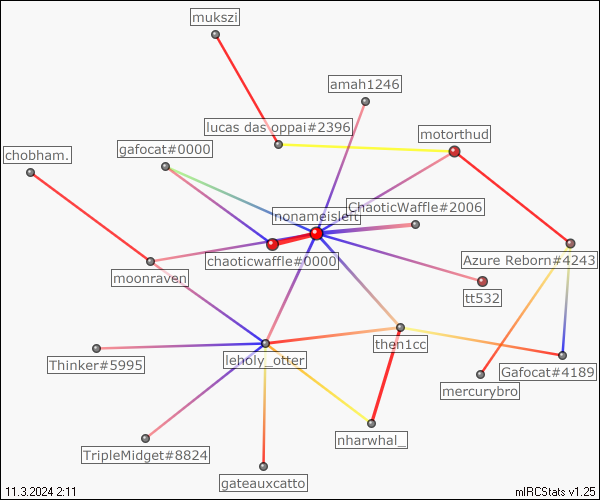 mukszi
amah1246
lucas das oppai#2396
motorthud
gafocat#0000
chobham.
ChaoticWaffle#2006
nonameisleft
chaoticwaffle#0000
Azure Reborn#4243
moonraven
tt532
then1cc
leholy_otter
Thinker#5995
Gafocat#4189
mercurybro
nharwhal_
TripleMidget#8824
gateauxcatto
11.3.2024 2:11
mIRCStats v1.25